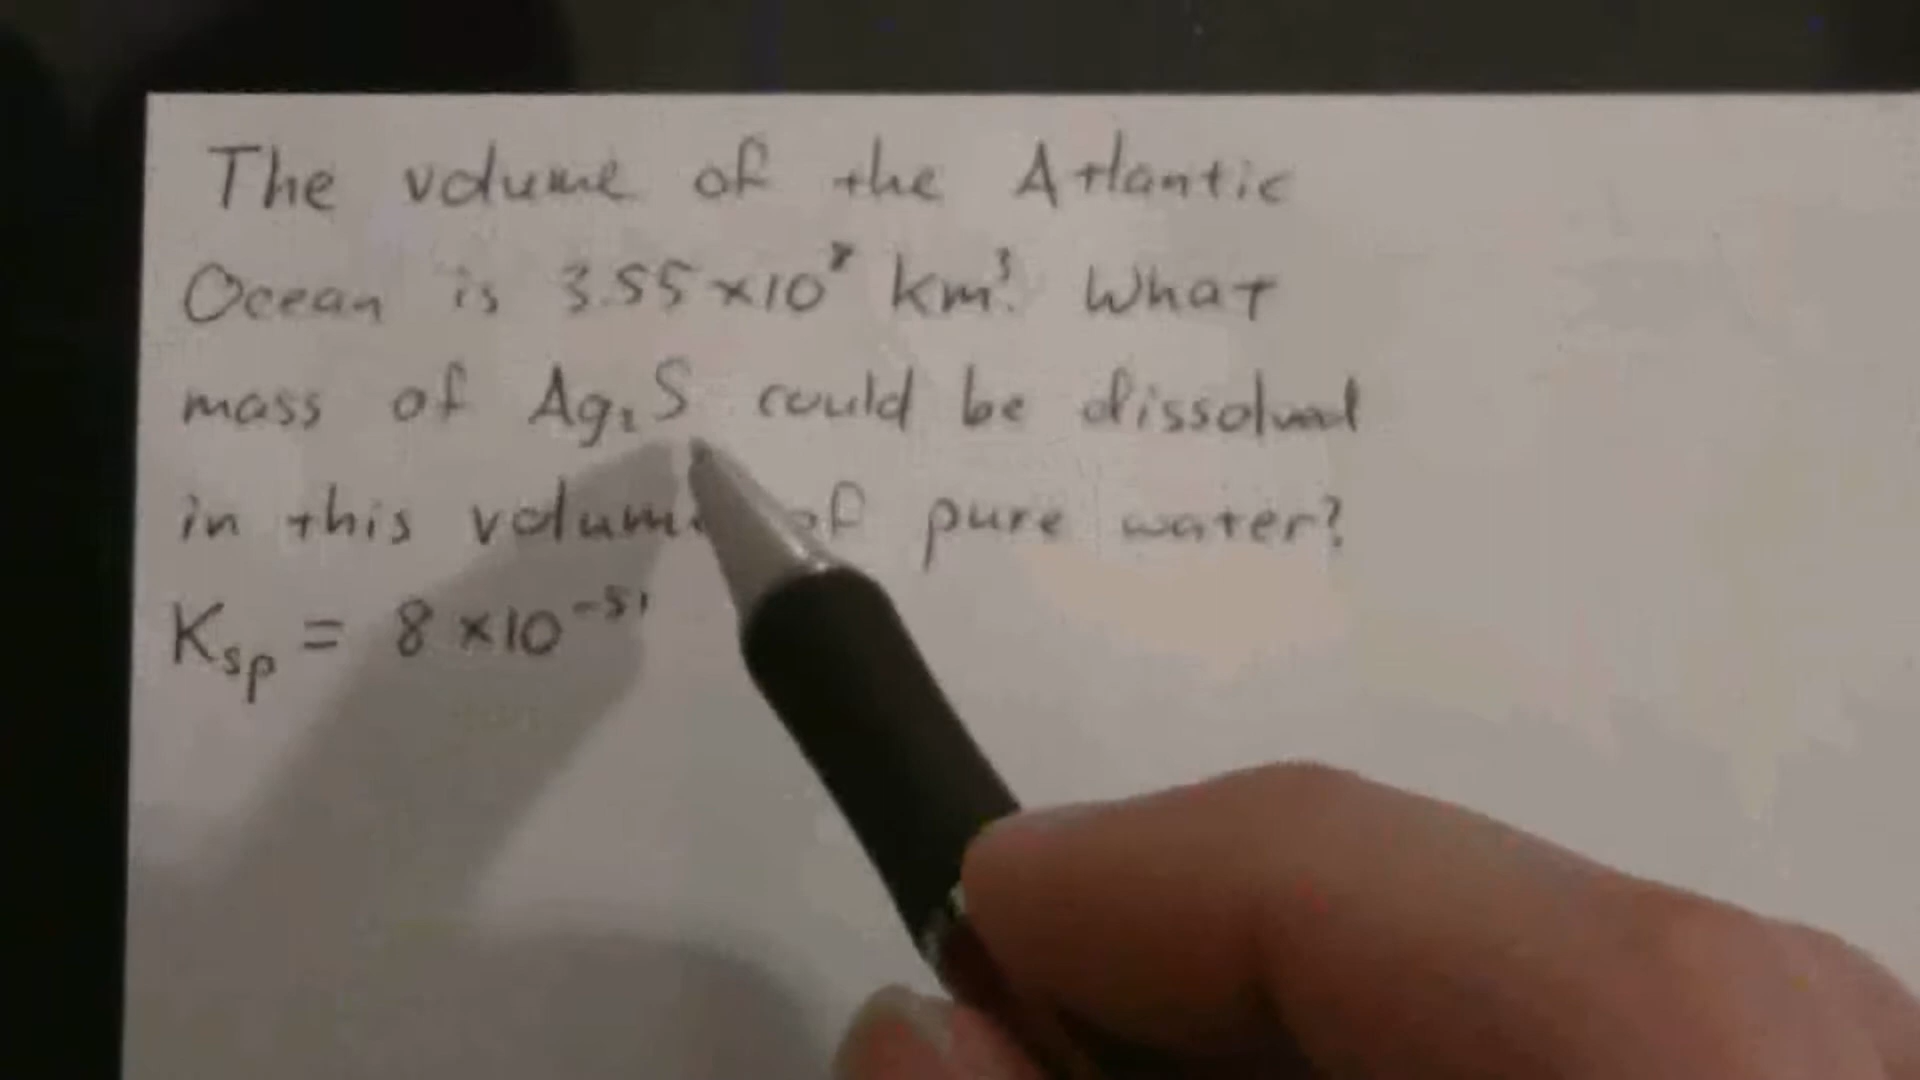 The volume of the Atlantic
Ocean is 3.55×10⁸ km³. What
mass of Ag₂S could be dissolved
in this volume of pure water?
Ksp = 8×10⁻⁵¹